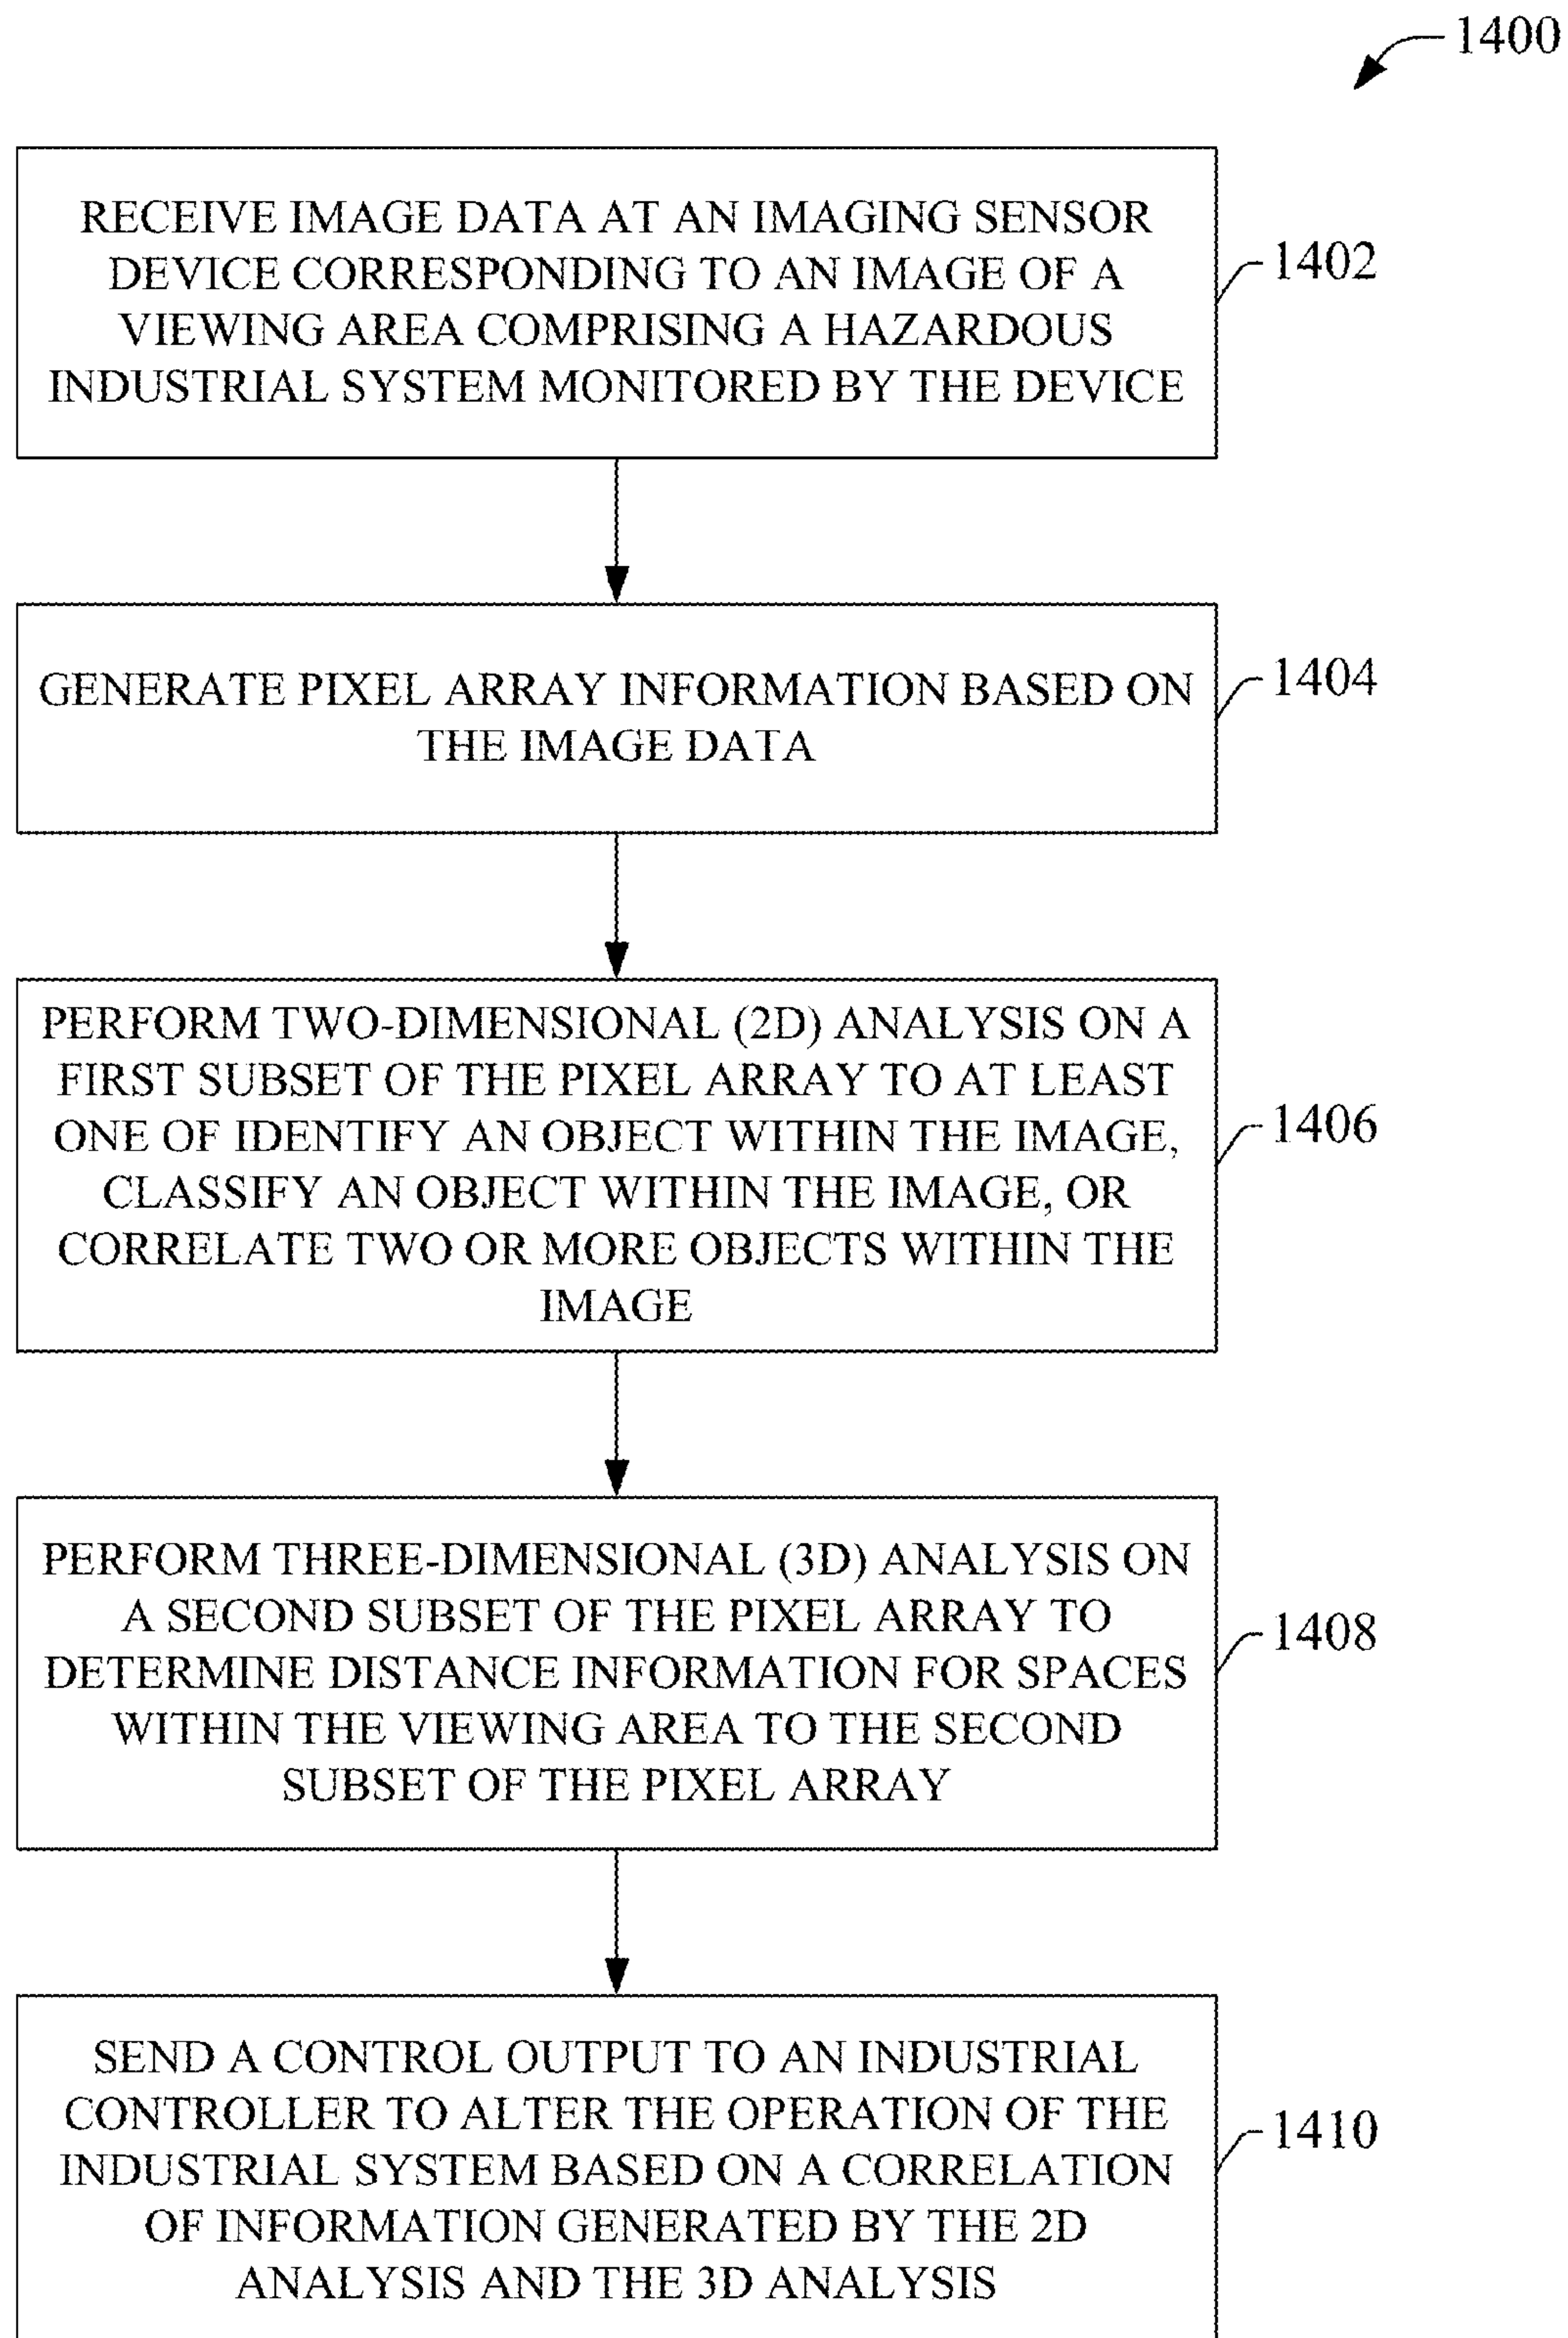 1400
RECEIVE IMAGE DATA AT AN IMAGING SENSOR
DEVICE CORRESPONDING TO AN IMAGE OF A
VIEWING AREA COMPRISING A HAZARDOUS
INDUSTRIAL SYSTEM MONITORED BY THE DEVICE
1402
GENERATE PIXEL ARRAY INFORMATION BASED ON
THE IMAGE DATA
1404
PERFORM TWO-DIMENSIONAL (2D) ANALYSIS ON A
FIRST SUBSET OF THE PIXEL ARRAY TO AT LEAST
ONE OF IDENTIFY AN OBJECT WITHIN THE IMAGE,
CLASSIFY AN OBJECT WITHIN THE IMAGE, OR
CORRELATE TWO OR MORE OBJECTS WITHIN THE
IMAGE
1406
PERFORM THREE-DIMENSIONAL (3D) ANALYSIS ON
A SECOND SUBSET OF THE PIXEL ARRAY TO
DETERMINE DISTANCE INFORMATION FOR SPACES
WITHIN THE VIEWING AREA TO THE SECOND
SUBSET OF THE PIXEL ARRAY
1408
SEND A CONTROL OUTPUT TO AN INDUSTRIAL
CONTROLLER TO ALTER THE OPERATION OF THE
INDUSTRIAL SYSTEM BASED ON A CORRELATION
OF INFORMATION GENERATED BY THE 2D
ANALYSIS AND THE 3D ANALYSIS
1410